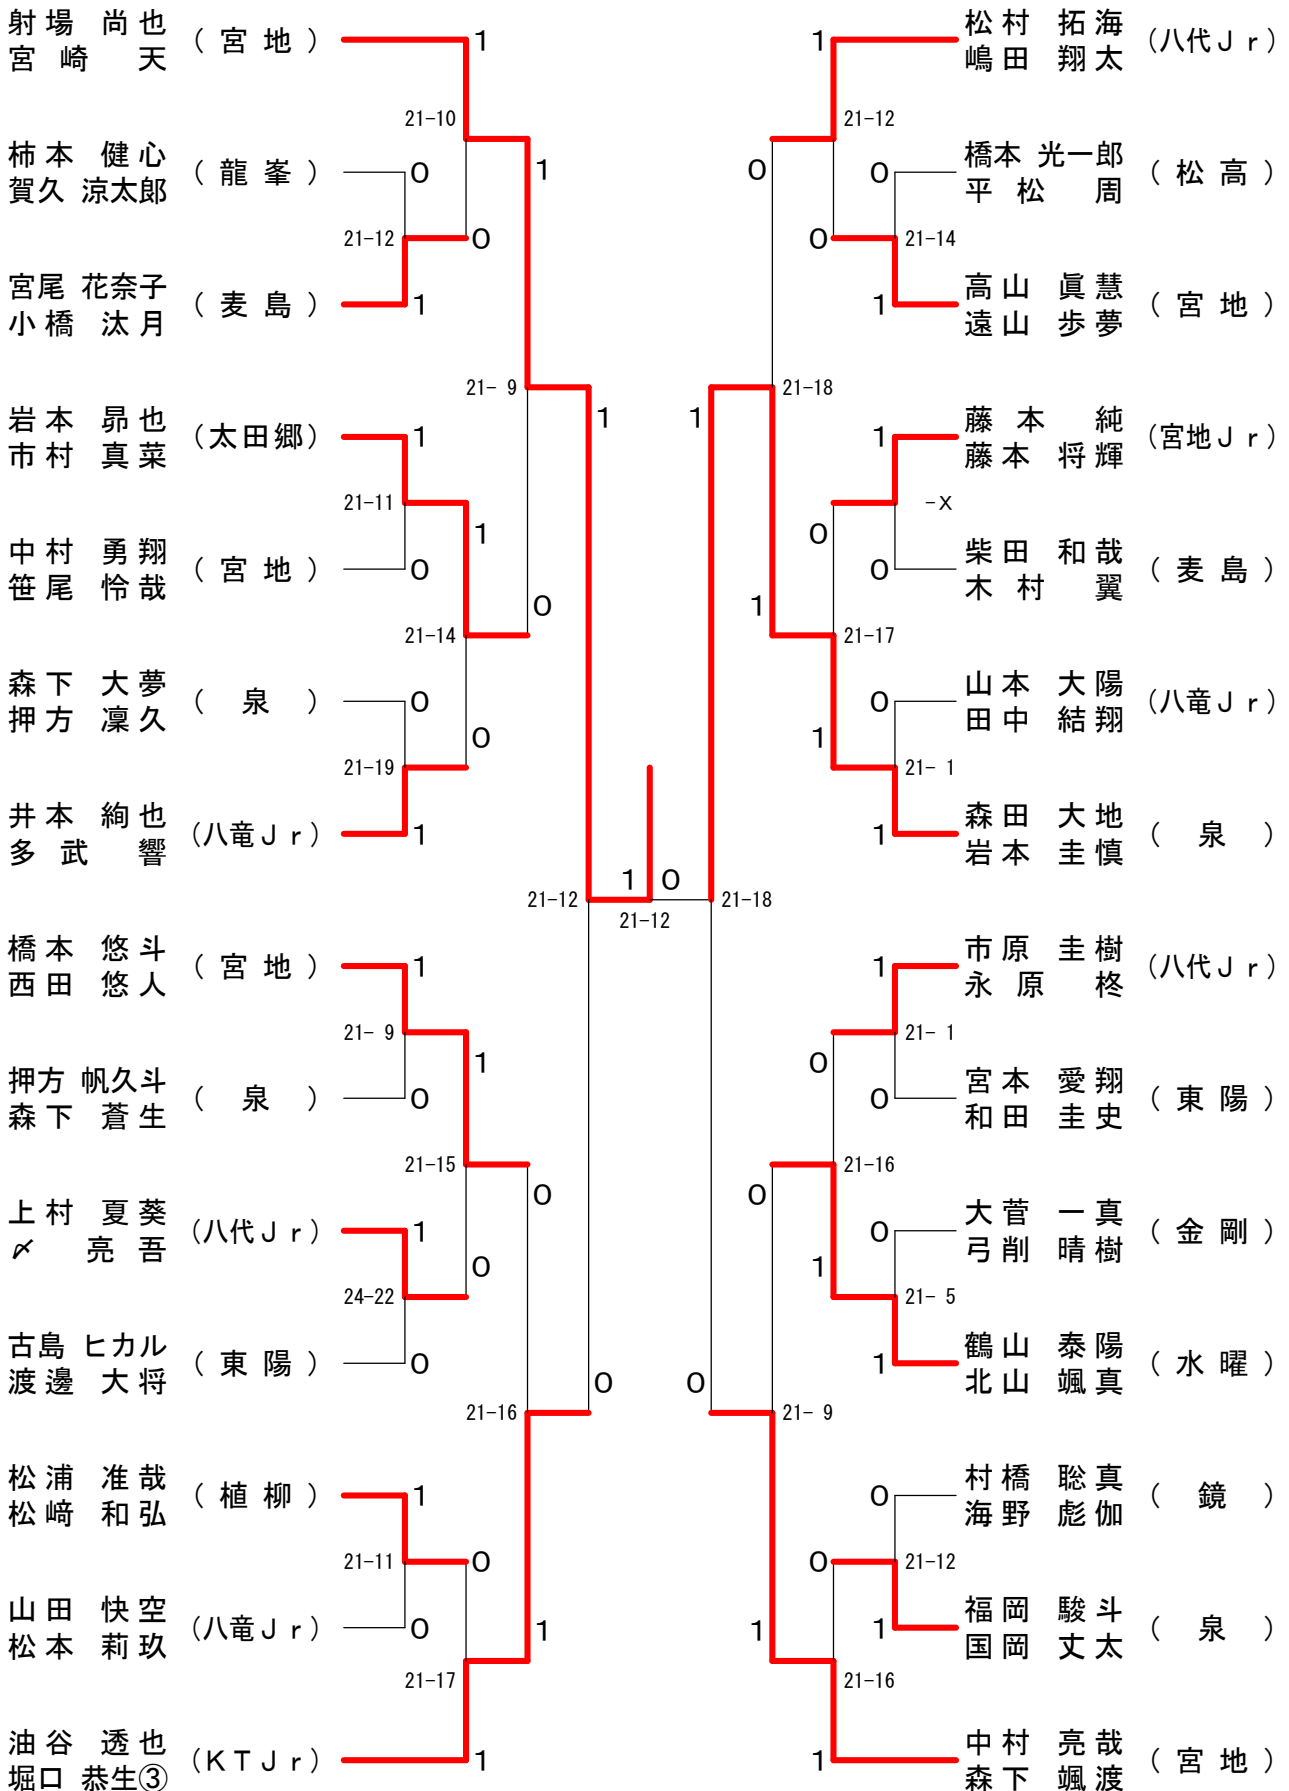 射場 尚也
宮崎 天
(宮地)
1
21-10
柿本 健心
賀久 涼太郎
(龍峯)
0
1
21-12
0
宮尾 花奈子
小橋 汰月
(麦島)
1
21- 9
岩本 昴也
市村 真菜
(太田郷)
1
1
21-11
1
中村 勇翔
笹尾 怜哉
(宮地)
0
0
21-14
森下 大夢
押方 凜久
(泉)
0
0
21-19
井本 絢也
多武 響
(八竜Jr)
1
21-12
橋本 悠斗
西田 悠人
(宮地)
1
21- 9
1
押方 帆久斗
森下 蒼生
(泉)
0
21-15
0
上村 夏葵
〆 亮吾
(八代Jr)
1
0
24-22
古島 ヒカル
渡邊 大将
(東陽)
0
0
21-16
松浦 准哉
松﨑 和弘
(植柳)
1
21-11
0
山田 快空
松本 莉玖
(八竜Jr)
0
1
21-17
油谷 透也
堀口 恭生③
(KTJr)
1
1
0
21-12
1
松村 拓海
嶋田 翔太
(八代Jr)
21-12
0
0
橋本 光一郎
平松 周
(松高)
0
21-14
1
高山 眞慧
遠山 歩夢
(宮地)
21-18
1
1
藤本 純
藤本 将輝
(宮地Jr)
-X
0
0
柴田 和哉
木村 翼
(麦島)
1
21-17
0
山本 大陽
田中 結翔
(八竜Jr)
1
21- 1
1
森田 大地
岩本 圭慎
(泉)
21-18
1
市原 圭樹
永原 柊
(八代Jr)
21- 1
0
0
宮本 愛翔
和田 圭史
(東陽)
21-16
0
0
大菅 一真
弓削 晴樹
(金剛)
1
21- 5
1
鶴山 泰陽
北山 颯真
(水曜)
0
21- 9
0
村橋 聡真
海野 彪伽
(鏡)
0
21-12
1
福岡 駿斗
国岡 丈太
(泉)
1
21-16
1
中村 亮哉
森下 颯渡
(宮地)